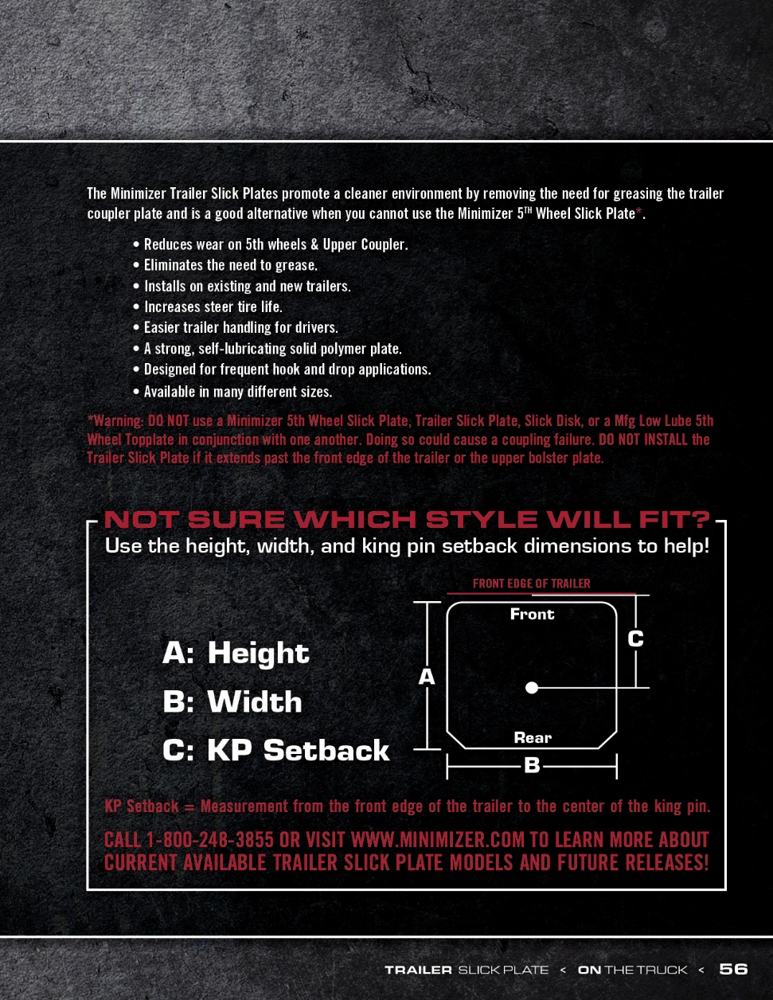 The Minimizer Trailer Slick Plates promote a cleaner environment by removing the need for greasing the trailer
coupler plate and is a good alternative when you cannot use the Minimizer 5TH Wheel Slick Plate*.
• Reduces wear on 5th wheels & Upper Coupler.
• Eliminates the need to grease.
• Installs on existing and new trailers.
• Increases steer tire life.
• Easier trailer handling for drivers.
• A strong, self-lubricating solid polymer plate.
• Designed for frequent hook and drop applications.
• Available in many different sizes.
*Warning: DO NOT use a Minimizer 5th Wheel Slick Plate, Trailer Slick Plate, Slick Disk, or a Mfg Low Lube 5th
Wheel Topplate in conjunction with one another. Doing so could cause a coupling failure. DO NOT INSTALL the
Trailer Slick Plate if it extends past the front edge of the trailer or the upper bolster plate.
NOT SURE WHICH STYLE WILL FIT?
Use the height, width, and king pin setback dimensions to help!
FRONT EDGE OF TRAILER
Front
C
A: Height
A
B: Width
Rear
C: KP Setback
B
KP Setback = Measurement from the front edge of the trailer to the center of the king pin.
CALL 1-800-248-3855 OR VISIT WWW.MINIMIZER.COM TO LEARN MORE ABOUT
CURRENT AVAILABLE TRAILER SLICK PLATE MODELS AND FUTURE RELEASES!
TRAILER SLICK PLATE < ON THE TRUCK < 56